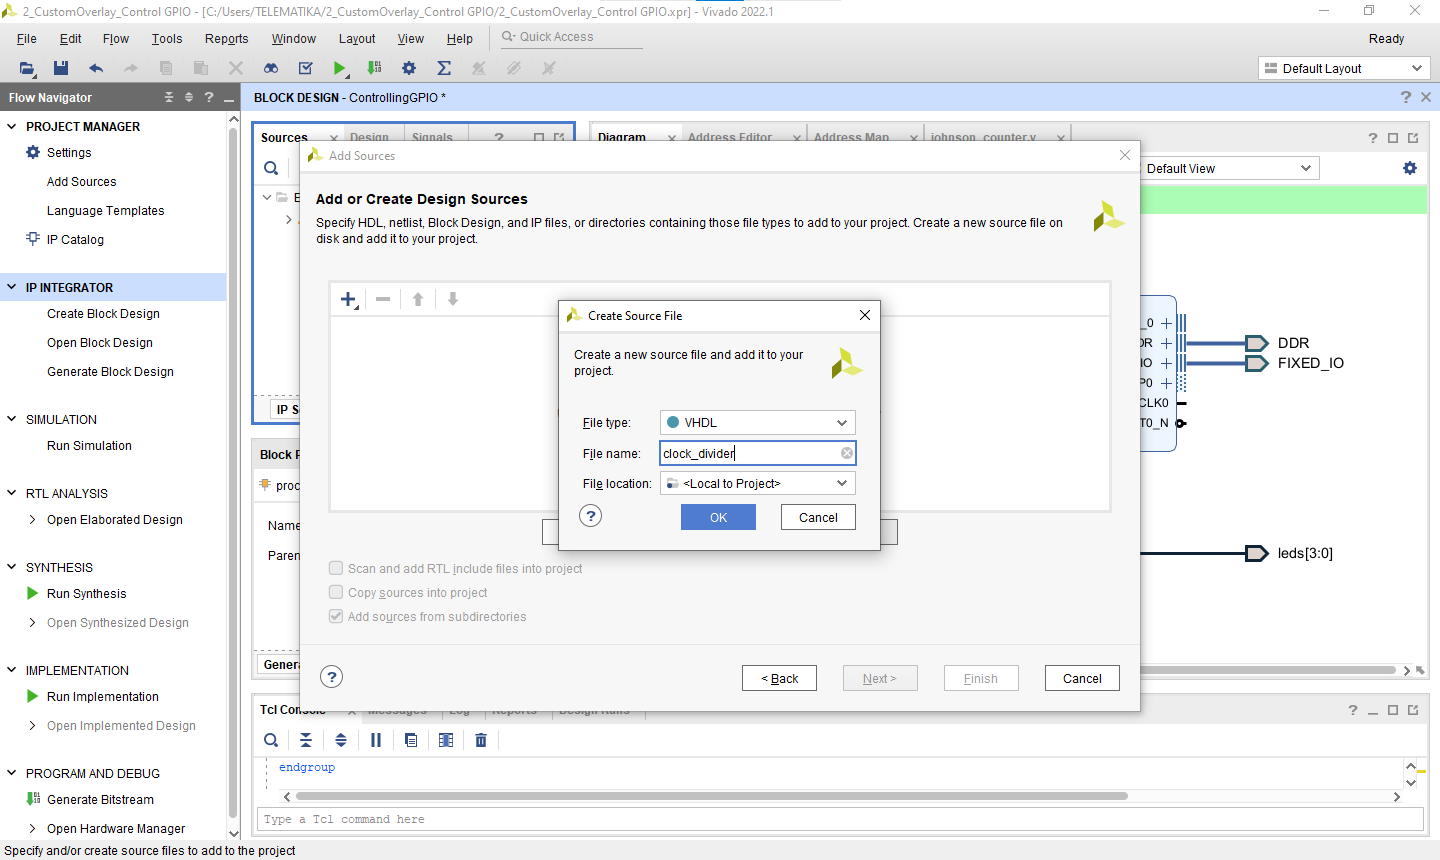 2_CustomOverlay_Control GPIO - [C:/Users/TELEMATIKA/2_CustomOverlay_Control GPIO/2_CustomOverlay_Control GPIO.xpr] - Vivado 2022.1
File Edit Flow Tools Reports Window Layout View Help Quick Access Ready
Default Layout
Flow Navigator
BLOCK DESIGN - ControllingGPIO *
PROJECT MANAGER
Settings
Add Sources
Language Templates
IP Catalog
IP INTEGRATOR
Create Block Design
Open Block Design
Generate Block Design
SIMULATION
Run Simulation
RTL ANALYSIS
Open Elaborated Design
SYNTHESIS
Run Synthesis
Open Synthesized Design
IMPLEMENTATION
Run Implementation
Open Implemented Design
PROGRAM AND DEBUG
Generate Bitstream
Open Hardware Manager
Sources Design Signals
Diagram Address Editor Address Map johnson_counter.v
Default View
IP S
Block P
proc
Name
Paren
Genera
Add Sources
Add or Create Design Sources
Specify HDL, netlist, Block Design, and IP files, or directories containing those file types to add to your project. Create a new source file on
disk and add it to your project.
Create Source File
Create a new source file and add it to your
project.
File type: VHDL
File name: clock_divider
File location: <Local to Project>
OK Cancel
Scan and add RTL include files into project
Copy sources into project
Add sources from subdirectories
< Back Next > Finish Cancel
_0
DR
DDR
IO
FIXED_IO
P0
CLK0
T0_N
leds[3:0]
Tcl Console Messages Log Reports Design Runs
endgroup
Type a Tcl command here
Specify and/or create source files to add to the project